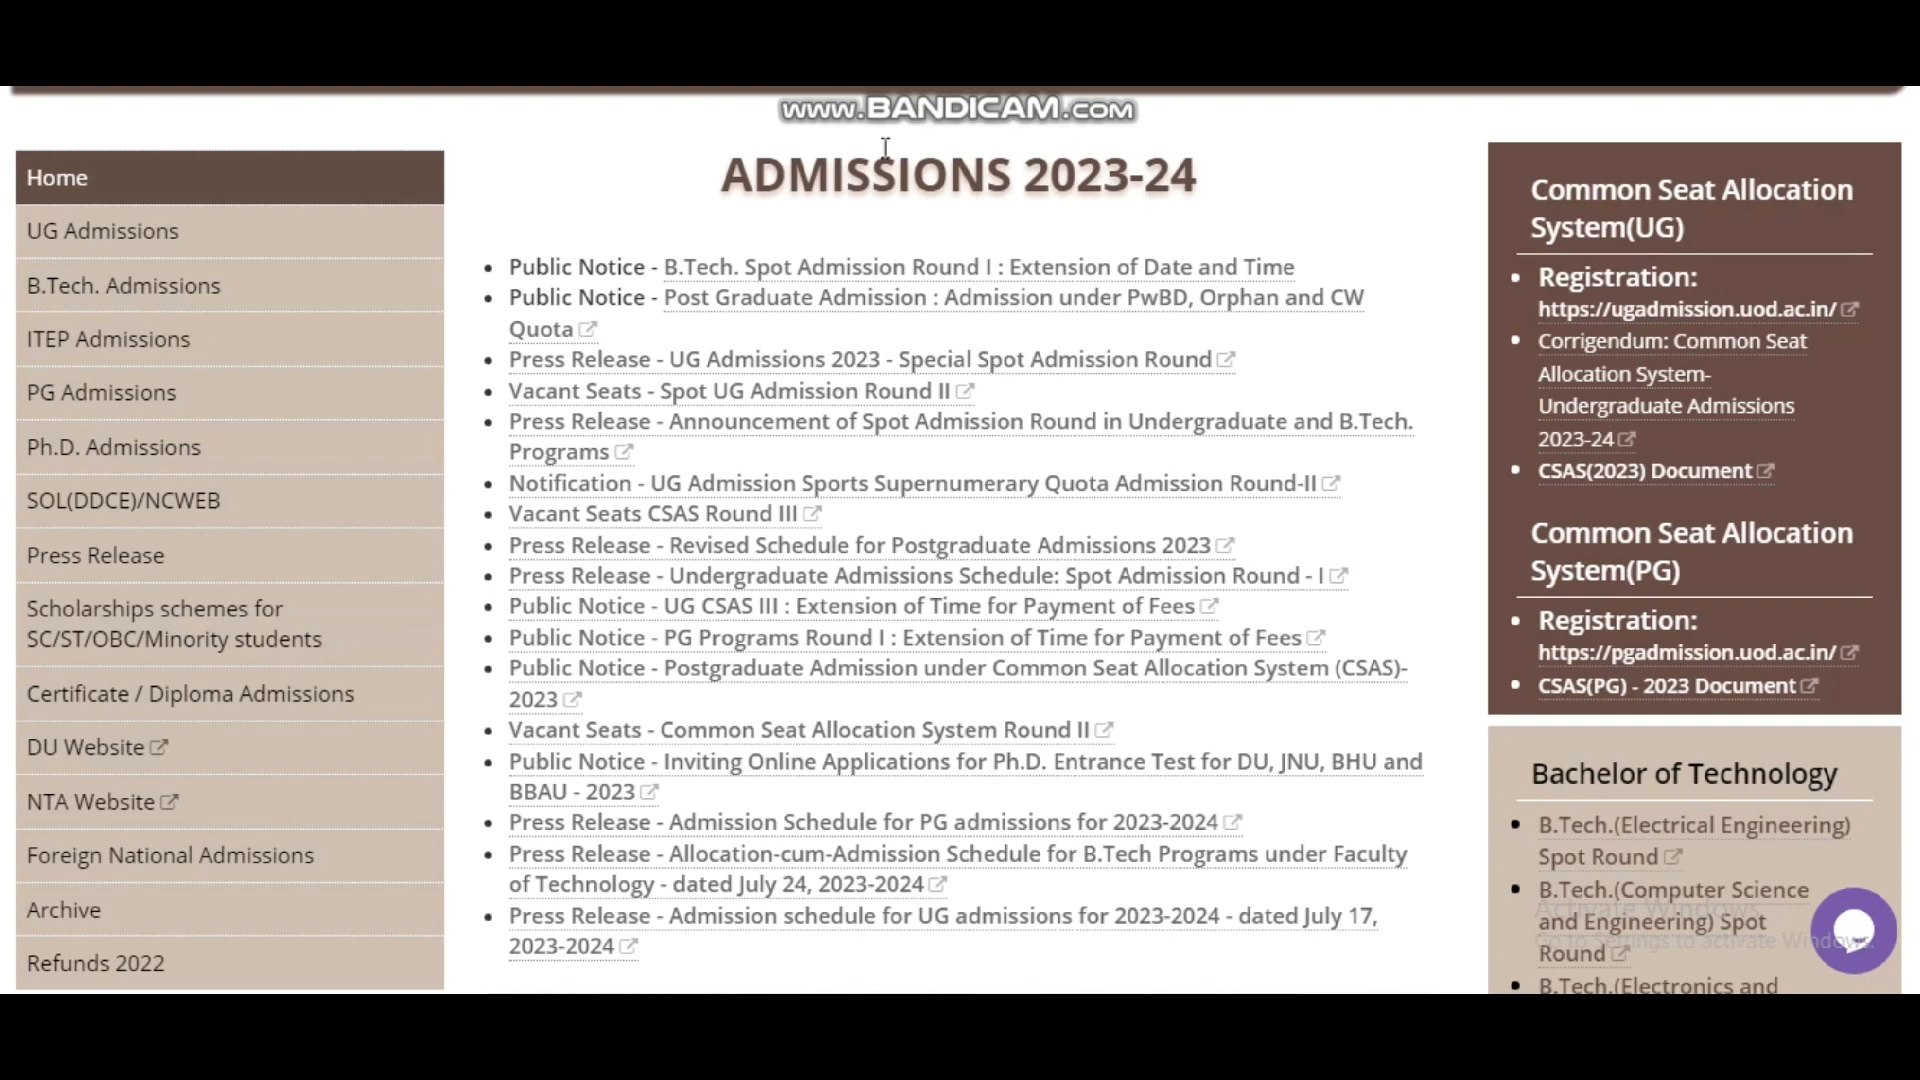 www.BANDICAM.com
Home
UG Admissions
B.Tech. Admissions
ITEP Admissions
PG Admissions
Ph.D. Admissions
SOL(DDCE)/NCWEB
Press Release
Scholarships schemes for
SC/ST/OBC/Minority students
Certificate / Diploma Admissions
DU Website
NTA Website
Foreign National Admissions
Archive
Refunds 2022
ADMISSIONS 2023-24
Public Notice - B.Tech. Spot Admission Round I : Extension of Date and Time
Public Notice - Post Graduate Admission : Admission under PwBD, Orphan and CW
Quota
Press Release - UG Admissions 2023 - Special Spot Admission Round
Vacant Seats - Spot UG Admission Round II
Press Release - Announcement of Spot Admission Round in Undergraduate and B.Tech.
Programs
Notification - UG Admission Sports Supernumerary Quota Admission Round-II
Vacant Seats CSAS Round III
Press Release - Revised Schedule for Postgraduate Admissions 2023
Press Release - Undergraduate Admissions Schedule: Spot Admission Round - I
Public Notice - UG CSAS III : Extension of Time for Payment of Fees
Public Notice - PG Programs Round I : Extension of Time for Payment of Fees
Public Notice - Postgraduate Admission under Common Seat Allocation System (CSAS)-
2023
Vacant Seats - Common Seat Allocation System Round II
Public Notice - Inviting Online Applications for Ph.D. Entrance Test for DU, JNU, BHU and
BBAU - 2023
Press Release - Admission Schedule for PG admissions for 2023-2024
Press Release - Allocation-cum-Admission Schedule for B.Tech Programs under Faculty
of Technology - dated July 24, 2023-2024
Press Release - Admission schedule for UG admissions for 2023-2024 - dated July 17,
2023-2024
Common Seat Allocation
System(UG)
Registration:
https://ugadmission.uod.ac.in/
Corrigendum: Common Seat
Allocation System-
Undergraduate Admissions
2023-24
CSAS(2023) Document
Common Seat Allocation
System(PG)
Registration:
https://pgadmission.uod.ac.in/
CSAS(PG) - 2023 Document
Bachelor of Technology
B.Tech.(Electrical Engineering)
Spot Round
B.Tech.(Computer Science
and Engineering) Spot
Round
B.Tech.(Electronics and
Activate Windows
Go to Settings to activate Windows.